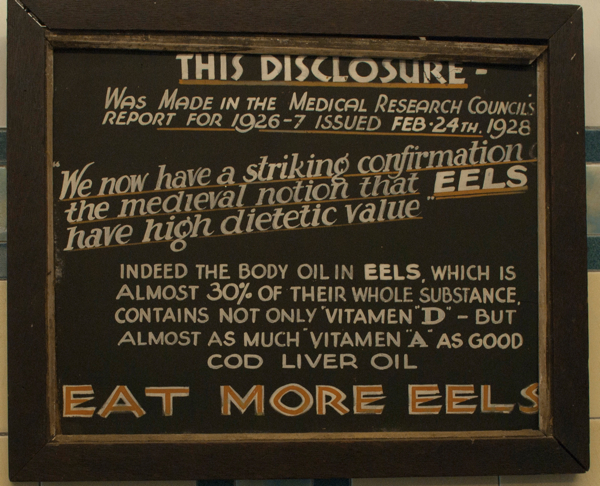 THIS DISCLOSURE -
WAS MADE IN THE MEDICAL RESEARCH COUNCIL'S
REPORT FOR 1926-7 ISSUED FEB. 24TH, 1928
"We now have a striking confirmation of
the medieval notion that EELS
have high dietetic value"
INDEED THE BODY OIL IN EELS, WHICH IS
ALMOST 30% OF THEIR WHOLE SUBSTANCE,
CONTAINS NOT ONLY "VITAMEN "D" - BUT
ALMOST AS MUCH "VITAMEN "A" AS GOOD
COD LIVER OIL
EAT MORE EELS